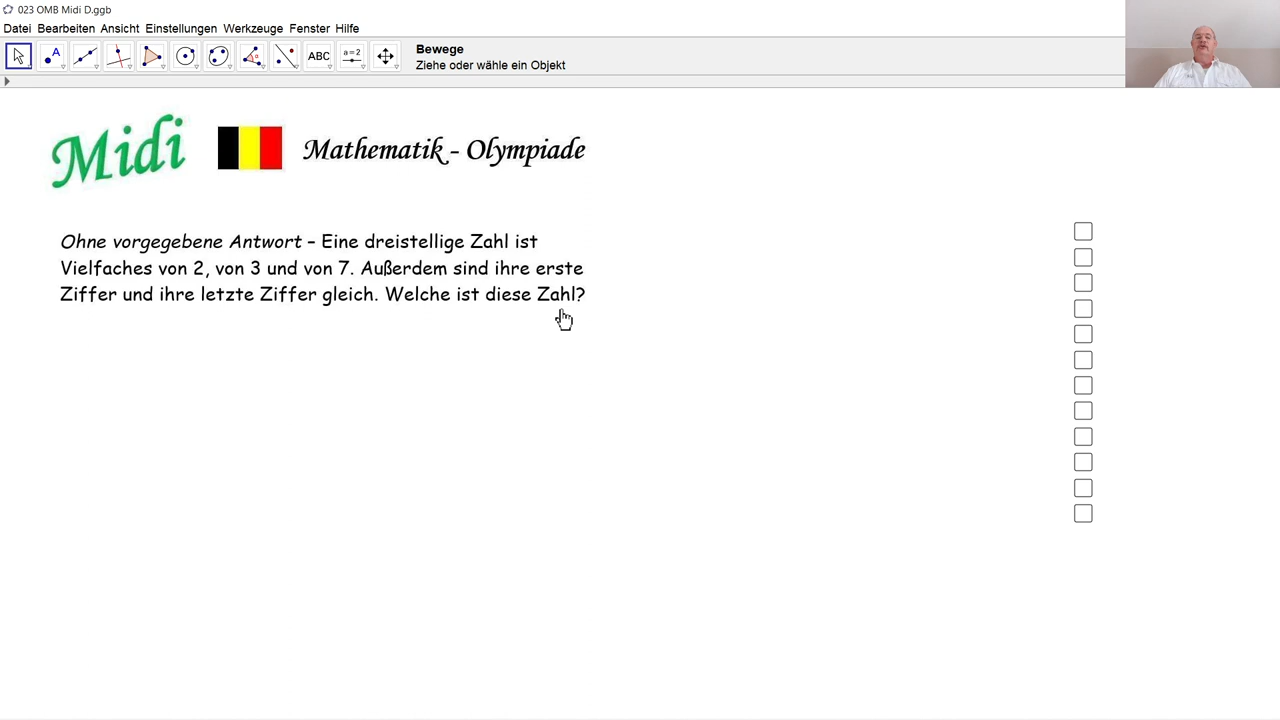 023 OMB Midi D.ggb
Datei Bearbeiten Ansicht Einstellungen Werkzeuge Fenster Hilfe
A
ABC
a=2
Bewege
Ziehe oder wähle ein Objekt
Midi
Mathematik - Olympiade
Ohne vorgegebene Antwort – Eine dreistellige Zahl ist
Vielfaches von 2, von 3 und von 7. Außerdem sind ihre erste
Ziffer und ihre letzte Ziffer gleich. Welche ist diese Zahl?